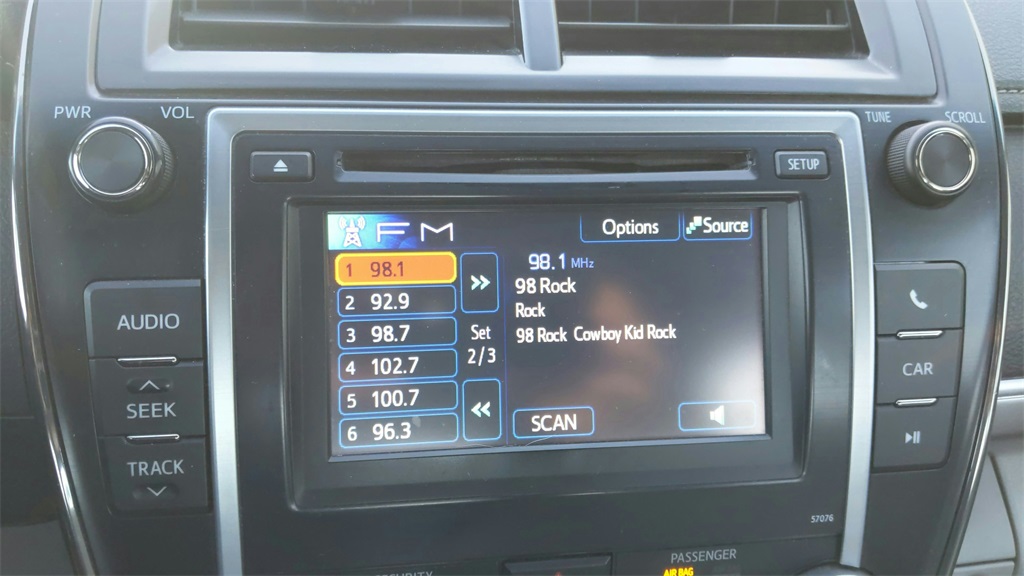 PWR
VOL
TUNE
SCROLL
SETUP
FM
Options
Source
1 98.1
2 92.9
3 98.7
4 102.7
5 100.7
6 96.3
Set
2/3
98.1 MHz
98 Rock
Rock
98 Rock Cowboy Kid Rock
SCAN
AUDIO
SEEK
TRACK
CAR
57076
SECURITY
PASSENGER
AIR BAG